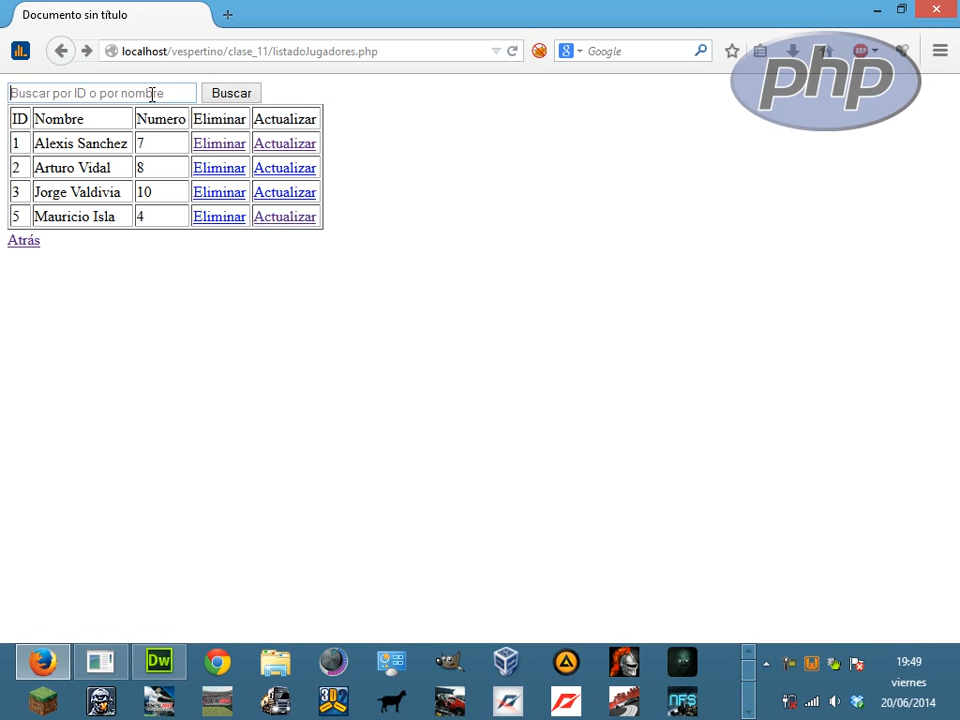 Documento sin título
localhost/vespertino/clase_11/listadoJugadores.php
Google
php
Buscar por ID o por nombre
Buscar
ID Nombre Numero Eliminar Actualizar
1 Alexis Sanchez 7 Eliminar Actualizar
2 Arturo Vidal 8 Eliminar Actualizar
3 Jorge Valdivia 10 Eliminar Actualizar
5 Mauricio Isla 4 Eliminar Actualizar
Atrás
Dw
19:49
viernes
20/06/2014